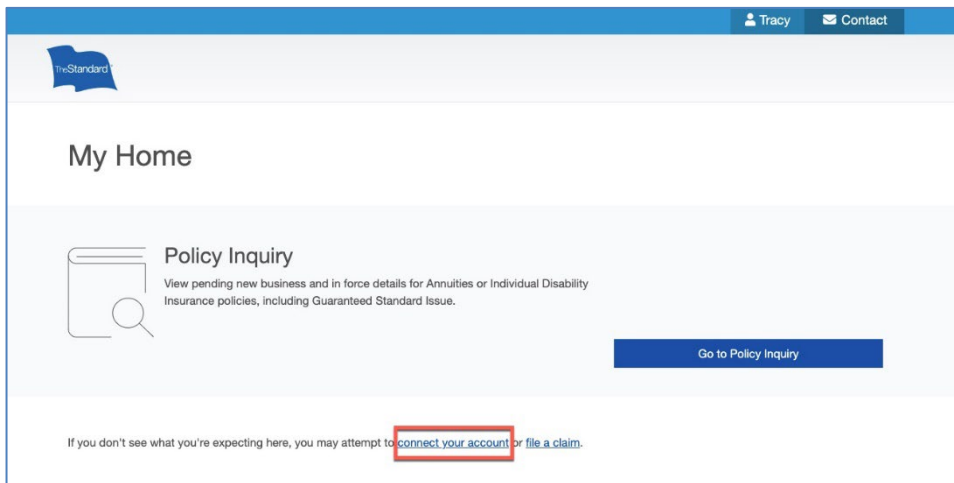 Tracy Contact
TheStandard
My Home
Policy Inquiry
View pending new business and in force details for Annuities or Individual Disability
Insurance policies, including Guaranteed Standard Issue.
Go to Policy Inquiry
If you don't see what you're expecting here, you may attempt to connect your account or file a claim.